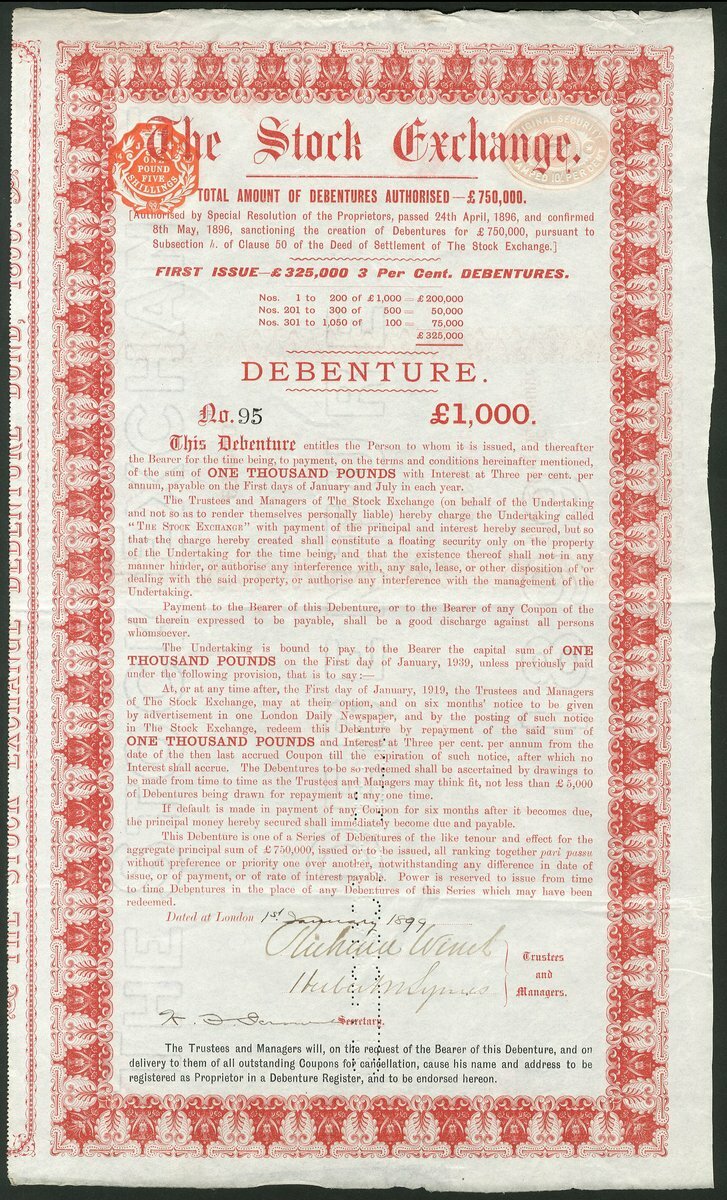 The Stock Exchange.
ONE
POUND
FIVE
SHILLINGS
ORIGINAL SECURITY
TOTAL AMOUNT OF DEBENTURES AUTHORISED—£750,000.
[Authorised by Special Resolution of the Proprietors, passed 24th April, 1896, and confirmed
8th May, 1896, sanctioning the creation of Debentures for £750,000, pursuant to
Subsection h. of Clause 50 of the Deed of Settlement of The Stock Exchange.]
FIRST ISSUE—£325,000 3 Per Cent. DEBENTURES.
Nos. 1 to 200 of £1,000 = £200,000
Nos. 201 to 300 of 500 = 50,000
Nos. 301 to 1,050 of 100 = 75,000
£325,000
DEBENTURE.
No. 95 £1,000.
This Debenture entitles the Person to whom it is issued, and thereafter
the Bearer for the time being, to payment, on the terms and conditions hereinafter mentioned,
of the sum of ONE THOUSAND POUNDS with Interest at Three per cent. per
annum, payable on the First days of January and July in each year.
The Trustees and Managers of The Stock Exchange (on behalf of the Undertaking
and not so as to render themselves personally liable) hereby charge the Undertaking called
"THE STOCK EXCHANGE" with payment of the principal and interest hereby secured, but so
that the charge hereby created shall constitute a floating security only on the property
of the Undertaking for the time being, and that the existence thereof shall not in any
manner hinder, or authorise any interference with, any sale, lease, or other disposition of or
dealing with the said property, or authorise any interference with the management of the
Undertaking.
Payment to the Bearer of this Debenture, or to the Bearer of any Coupon of the
sum therein expressed to be payable, shall be a good discharge against all persons
whomsoever.
The Undertaking is bound to pay to the Bearer the capital sum of ONE
THOUSAND POUNDS on the First day of January, 1939, unless previously paid
under the following provision, that is to say:—
At, or at any time after, the First day of January, 1919, the Trustees and Managers
of The Stock Exchange, may at their option, and on six months' notice to be given
by advertisement in one London Daily Newspaper, and by the posting of such notice
in The Stock Exchange, redeem this Debenture by repayment of the said sum of
ONE THOUSAND POUNDS and Interest at Three per cent. per annum from the
date of the then last accrued Coupon till the expiration of such notice, after which no
Interest shall accrue. The Debentures to be so redeemed shall be ascertained by drawings to
be made from time to time as the Trustees and Managers may think fit, not less than £5,000
of Debentures being drawn for repayment at any one time.
If default is made in payment of any Coupon for six months after it becomes due,
the principal money hereby secured shall immediately become due and payable.
This Debenture is one of a Series of Debentures of the like tenour and effect for the
aggregate principal sum of £750,000, issued or to be issued, all ranking together pari passu
without preference or priority one over another, notwithstanding any difference in date of
issue, or of payment, or of rate of interest payable. Power is reserved to issue from time
to time Debentures in the place of any Debentures of this Series which may have been
redeemed.
Dated at London 1st January 1899
Trustees
and
Managers.
Secretary.
The Trustees and Managers will, on the request of the Bearer of this Debenture, and on
delivery to them of all outstanding Coupons for cancellation, cause his name and address to be
registered as Proprietor in a Debenture Register, and to be endorsed hereon.